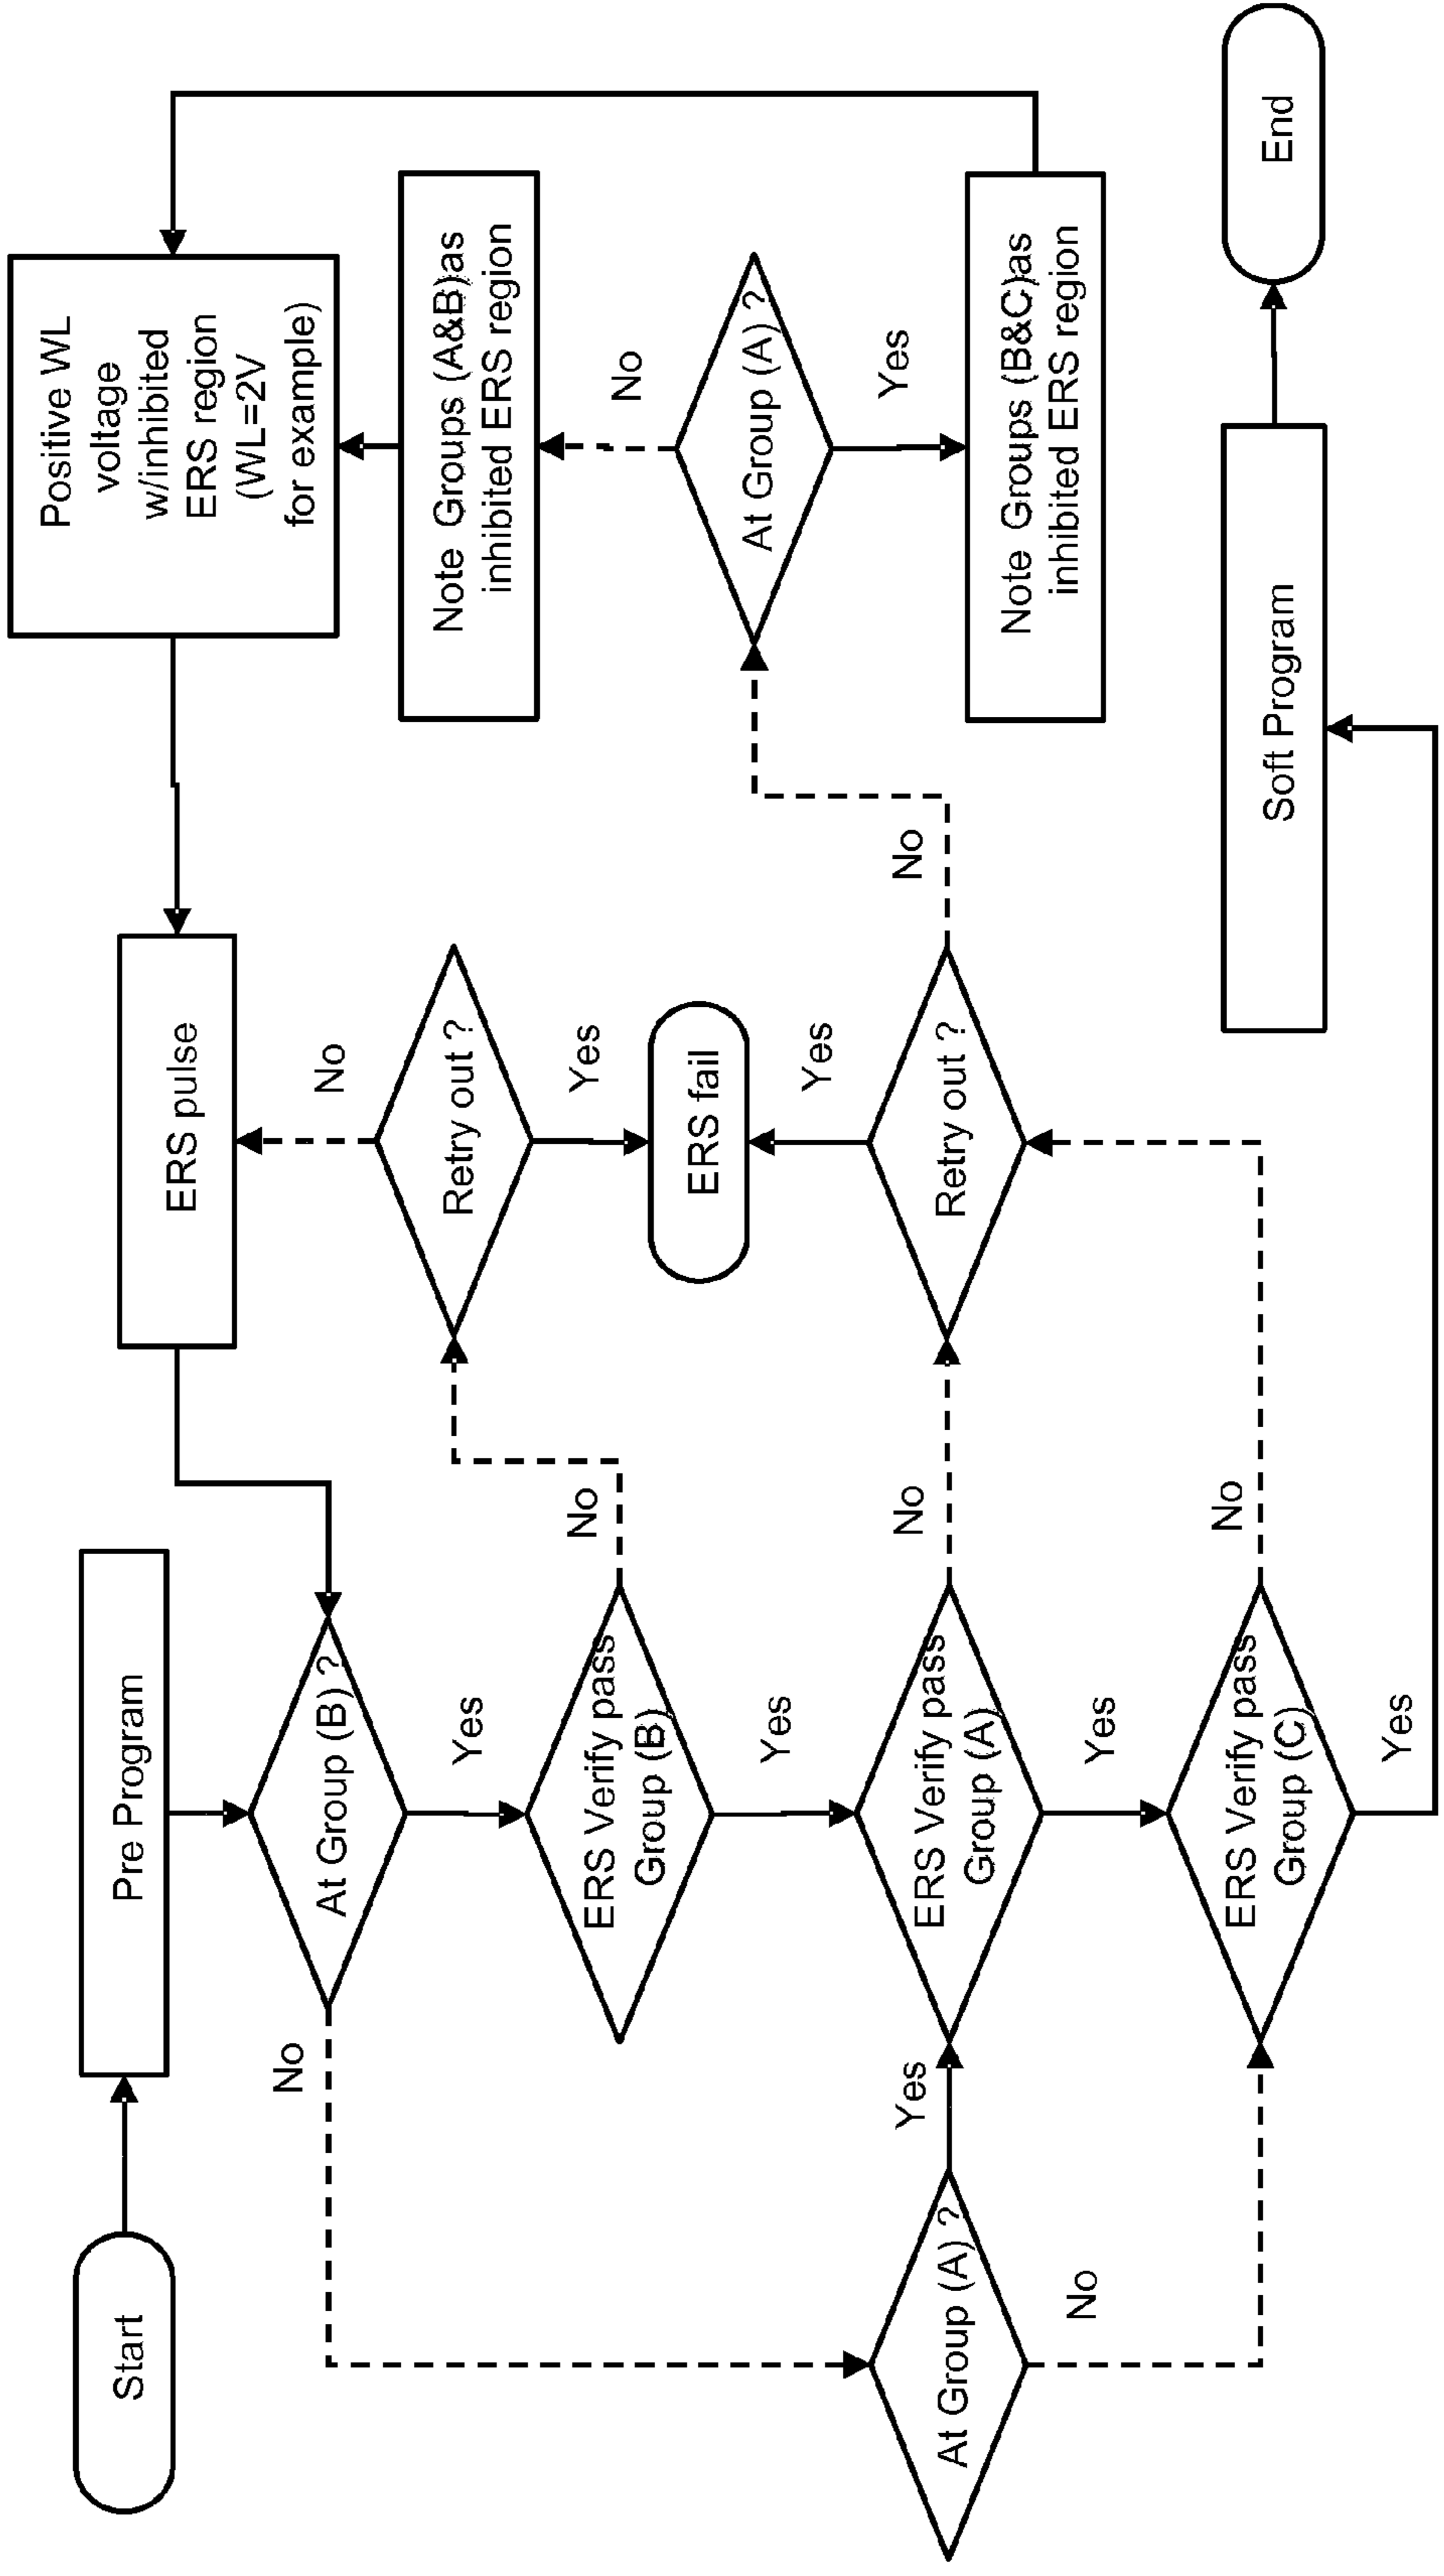 Start
Pre Program
At Group (B) ?
Yes
No
ERS Verify pass
Group (B)
Yes
No
At Group (A) ?
Yes
No
ERS Verify pass
Group (A)
Yes
No
ERS Verify pass
Group (C)
Yes
No
ERS pulse
No
Retry out ?
Yes
ERS fail
Yes
Retry out ?
No
Positive WL
voltage
w/inhibited
ERS region
(WL=2V
for example)
Note Groups (A&B)as
inhibited ERS region
No
At Group (A) ?
Yes
Note Groups (B&C)as
inhibited ERS region
Soft Program
End